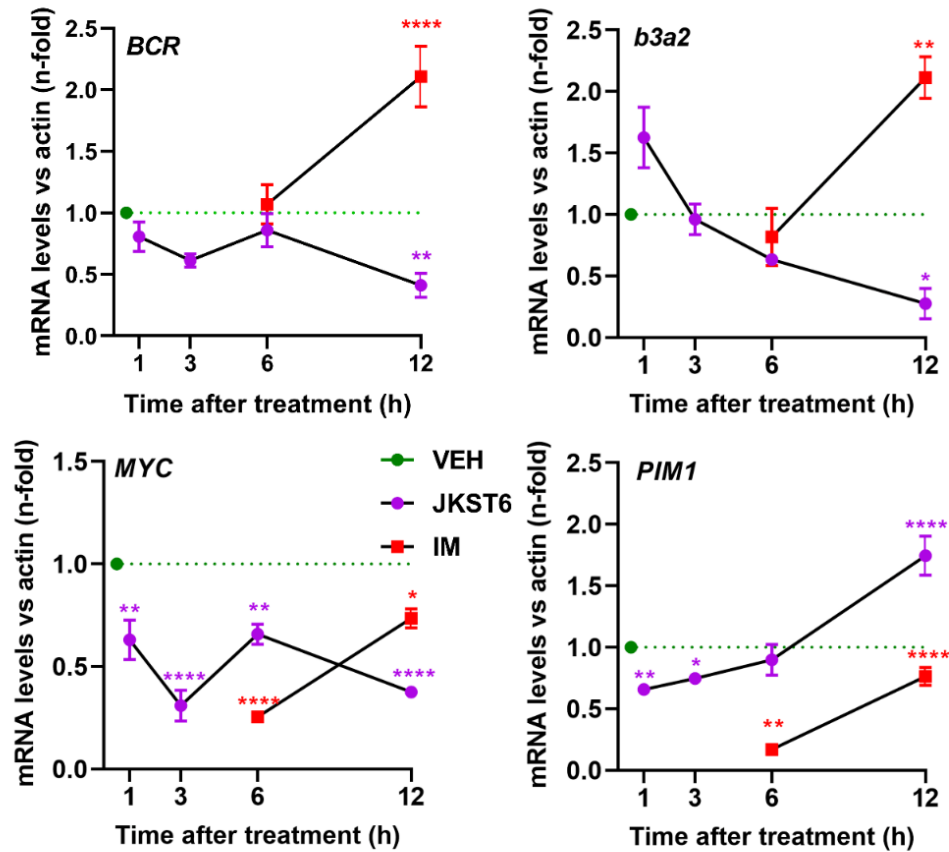 BCR
mRNA levels vs actin (n-fold)
2.5
2.0
1.5
1.0
0.5
0.0
****
**
1 3 6 12
Time after treatment (h)
b3a2
mRNA levels vs actin (n-fold)
2.5
2.0
1.5
1.0
0.5
0.0
**
*
1 3 6 12
Time after treatment (h)
MYC
mRNA levels vs actin (n-fold)
1.5
1.0
0.5
0.0
VEH
JKST6
IM
**
****
**
****
*
****
1 3 6 12
Time after treatment (h)
PIM1
mRNA levels vs actin (n-fold)
2.5
2.0
1.5
1.0
0.5
0.0
**
*
****
**
****
1 3 6 12
Time after treatment (h)